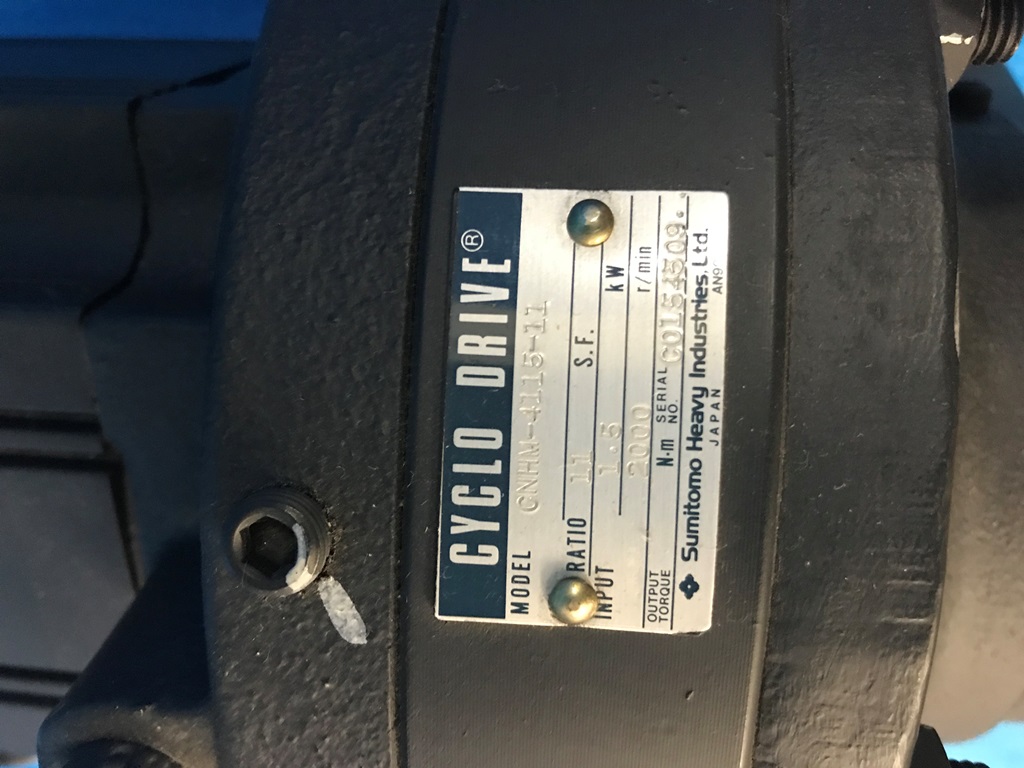 CYCLO DRIVE®
MODEL CNHM-4115-11
RATIO 11 S.F.
INPUT 1.5 kW
2000 r/min
OUTPUT TORQUE N·m SERIAL NO. CO154509
Sumitomo Heavy Industries, Ltd.
JAPAN